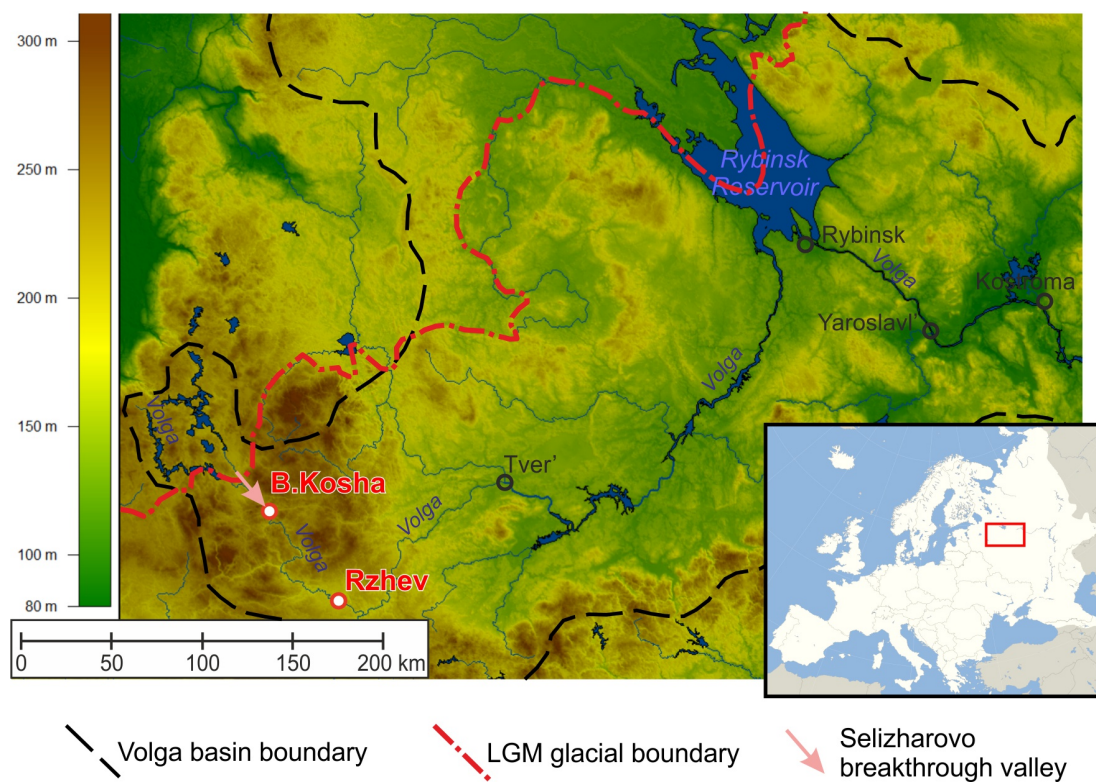 300 m
250 m
200 m
150 m
100 m
80 m
Rybinsk
Reservoir
Rybinsk
Volga
Kostroma
Yaroslavl'
Volga
Volga
Tver'
B.Kosha
Volga
Volga
Rzhev
0 50 100 150 200 km
Volga basin boundary
LGM glacial boundary
Selizharovo
breakthrough valley